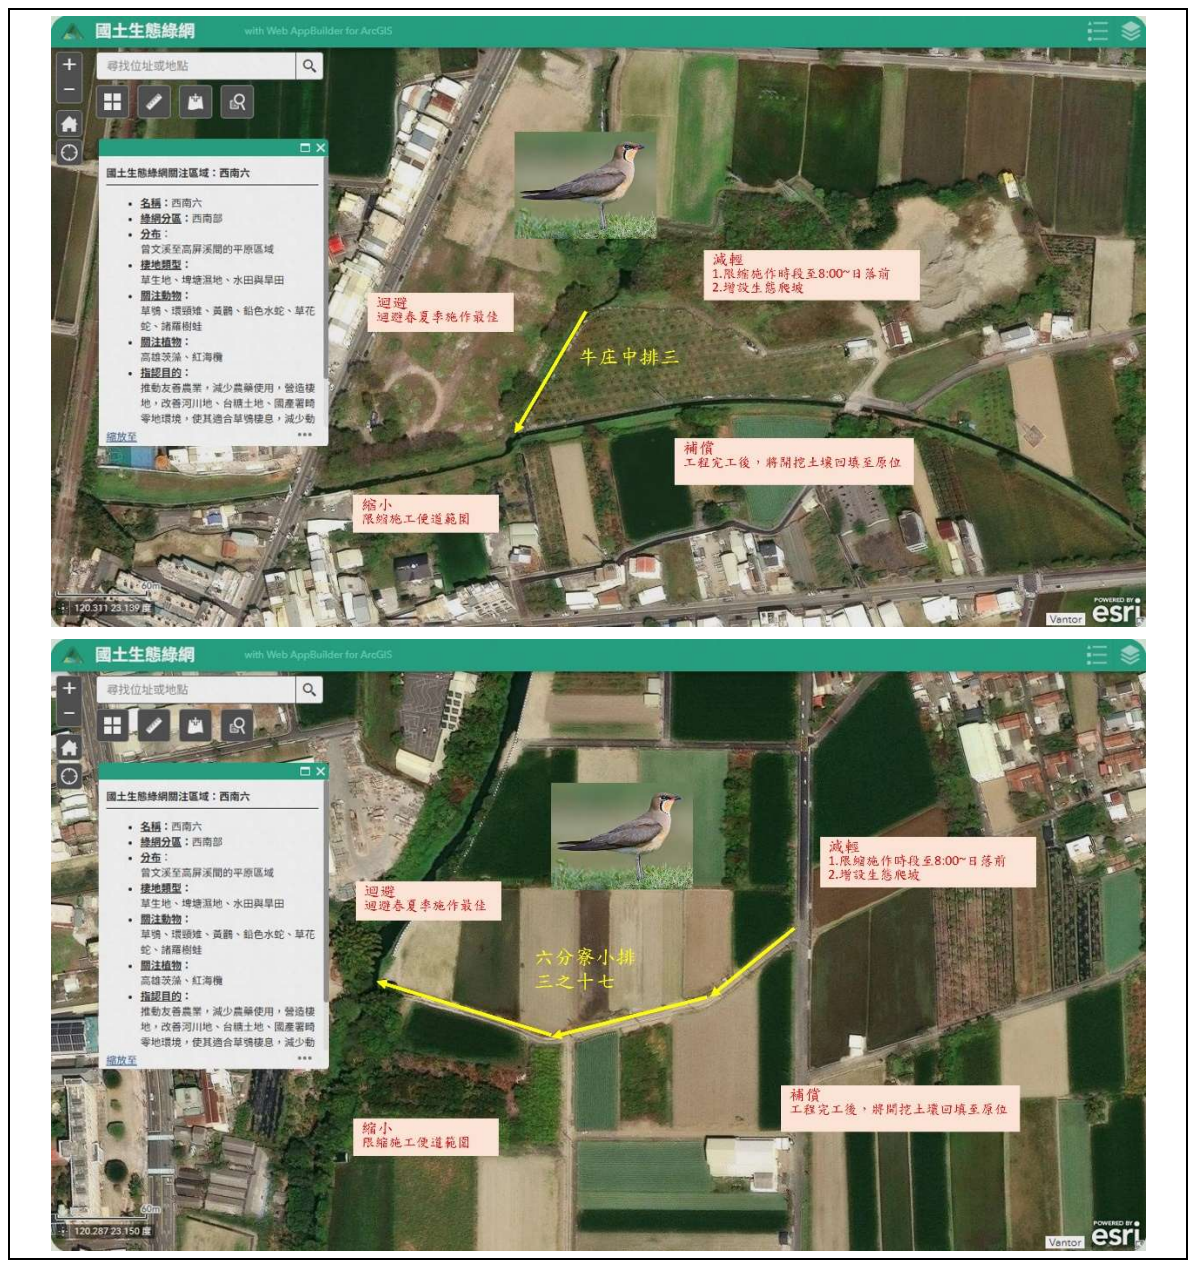 國土生態綠網
with Web AppBuilder for ArcGIS
尋找位址或地點
國土生態綠網關注區域：西南六
名稱：西南六
綠網分區：西南部
分布：
曾文溪至高屏溪間的平原區域
棲地類型：
草生地、埤塘濕地、水田與旱田
關注動物：
草鴞、環頸雉、黃鸝、鉛色水蛇、草花
蛇、諸羅樹蛙
關注植物：
高雄茨藻、紅海欖
指認目的：
推動友善農業，減少農藥使用，營造棲
地，改善河川地、台糖土地、國產署畸
零地環境，使其適合草鴞棲息，減少動
縮放至
迴避
迴避春夏季施作最佳
減輕
1.限縮施作時段至8:00~日落前
2.增設生態爬坡
牛庄中排三
補償
工程完工後，將開挖土壤回填至原位
縮小
限縮施工便道範圍
60m
120.311 23.139 度
Vantor
POWERED BY
esri
國土生態綠網
with Web AppBuilder for ArcGIS
尋找位址或地點
國土生態綠網關注區域：西南六
名稱：西南六
綠網分區：西南部
分布：
曾文溪至高屏溪間的平原區域
棲地類型：
草生地、埤塘濕地、水田與旱田
關注動物：
草鴞、環頸雉、黃鸝、鉛色水蛇、草花
蛇、諸羅樹蛙
關注植物：
高雄茨藻、紅海欖
指認目的：
推動友善農業，減少農藥使用，營造棲
地，改善河川地、台糖土地、國產署畸
零地環境，使其適合草鴞棲息，減少動
縮放至
減輕
1.限縮施作時段至8:00~日落前
2.增設生態爬坡
迴避
迴避春夏季施作最佳
六分寮小排
三之十七
補償
工程完工後，將開挖土壤回填至原位
縮小
限縮施工便道範圍
60m
120.287 23.150 度
Vantor
POWERED BY
esri